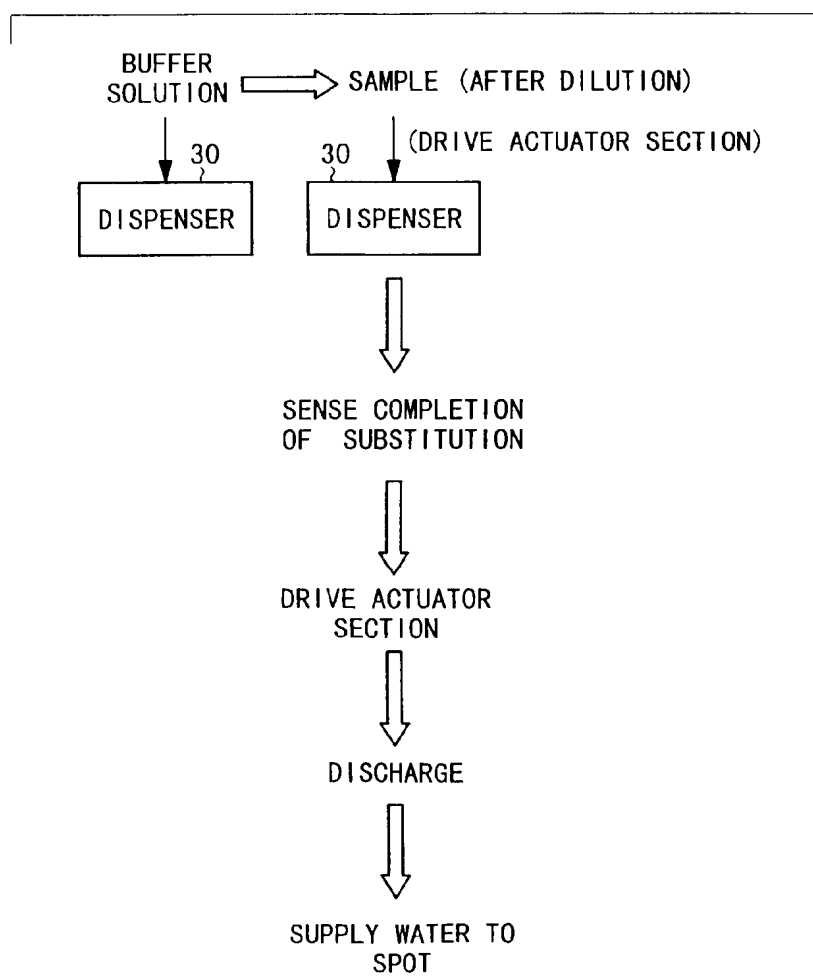 BUFFER
SOLUTION
SAMPLE (AFTER DILUTION)
(DRIVE ACTUATOR SECTION)
30
30
DISPENSER
DISPENSER
SENSE COMPLETION
OF SUBSTITUTION
DRIVE ACTUATOR
SECTION
DISCHARGE
SUPPLY WATER TO
SPOT